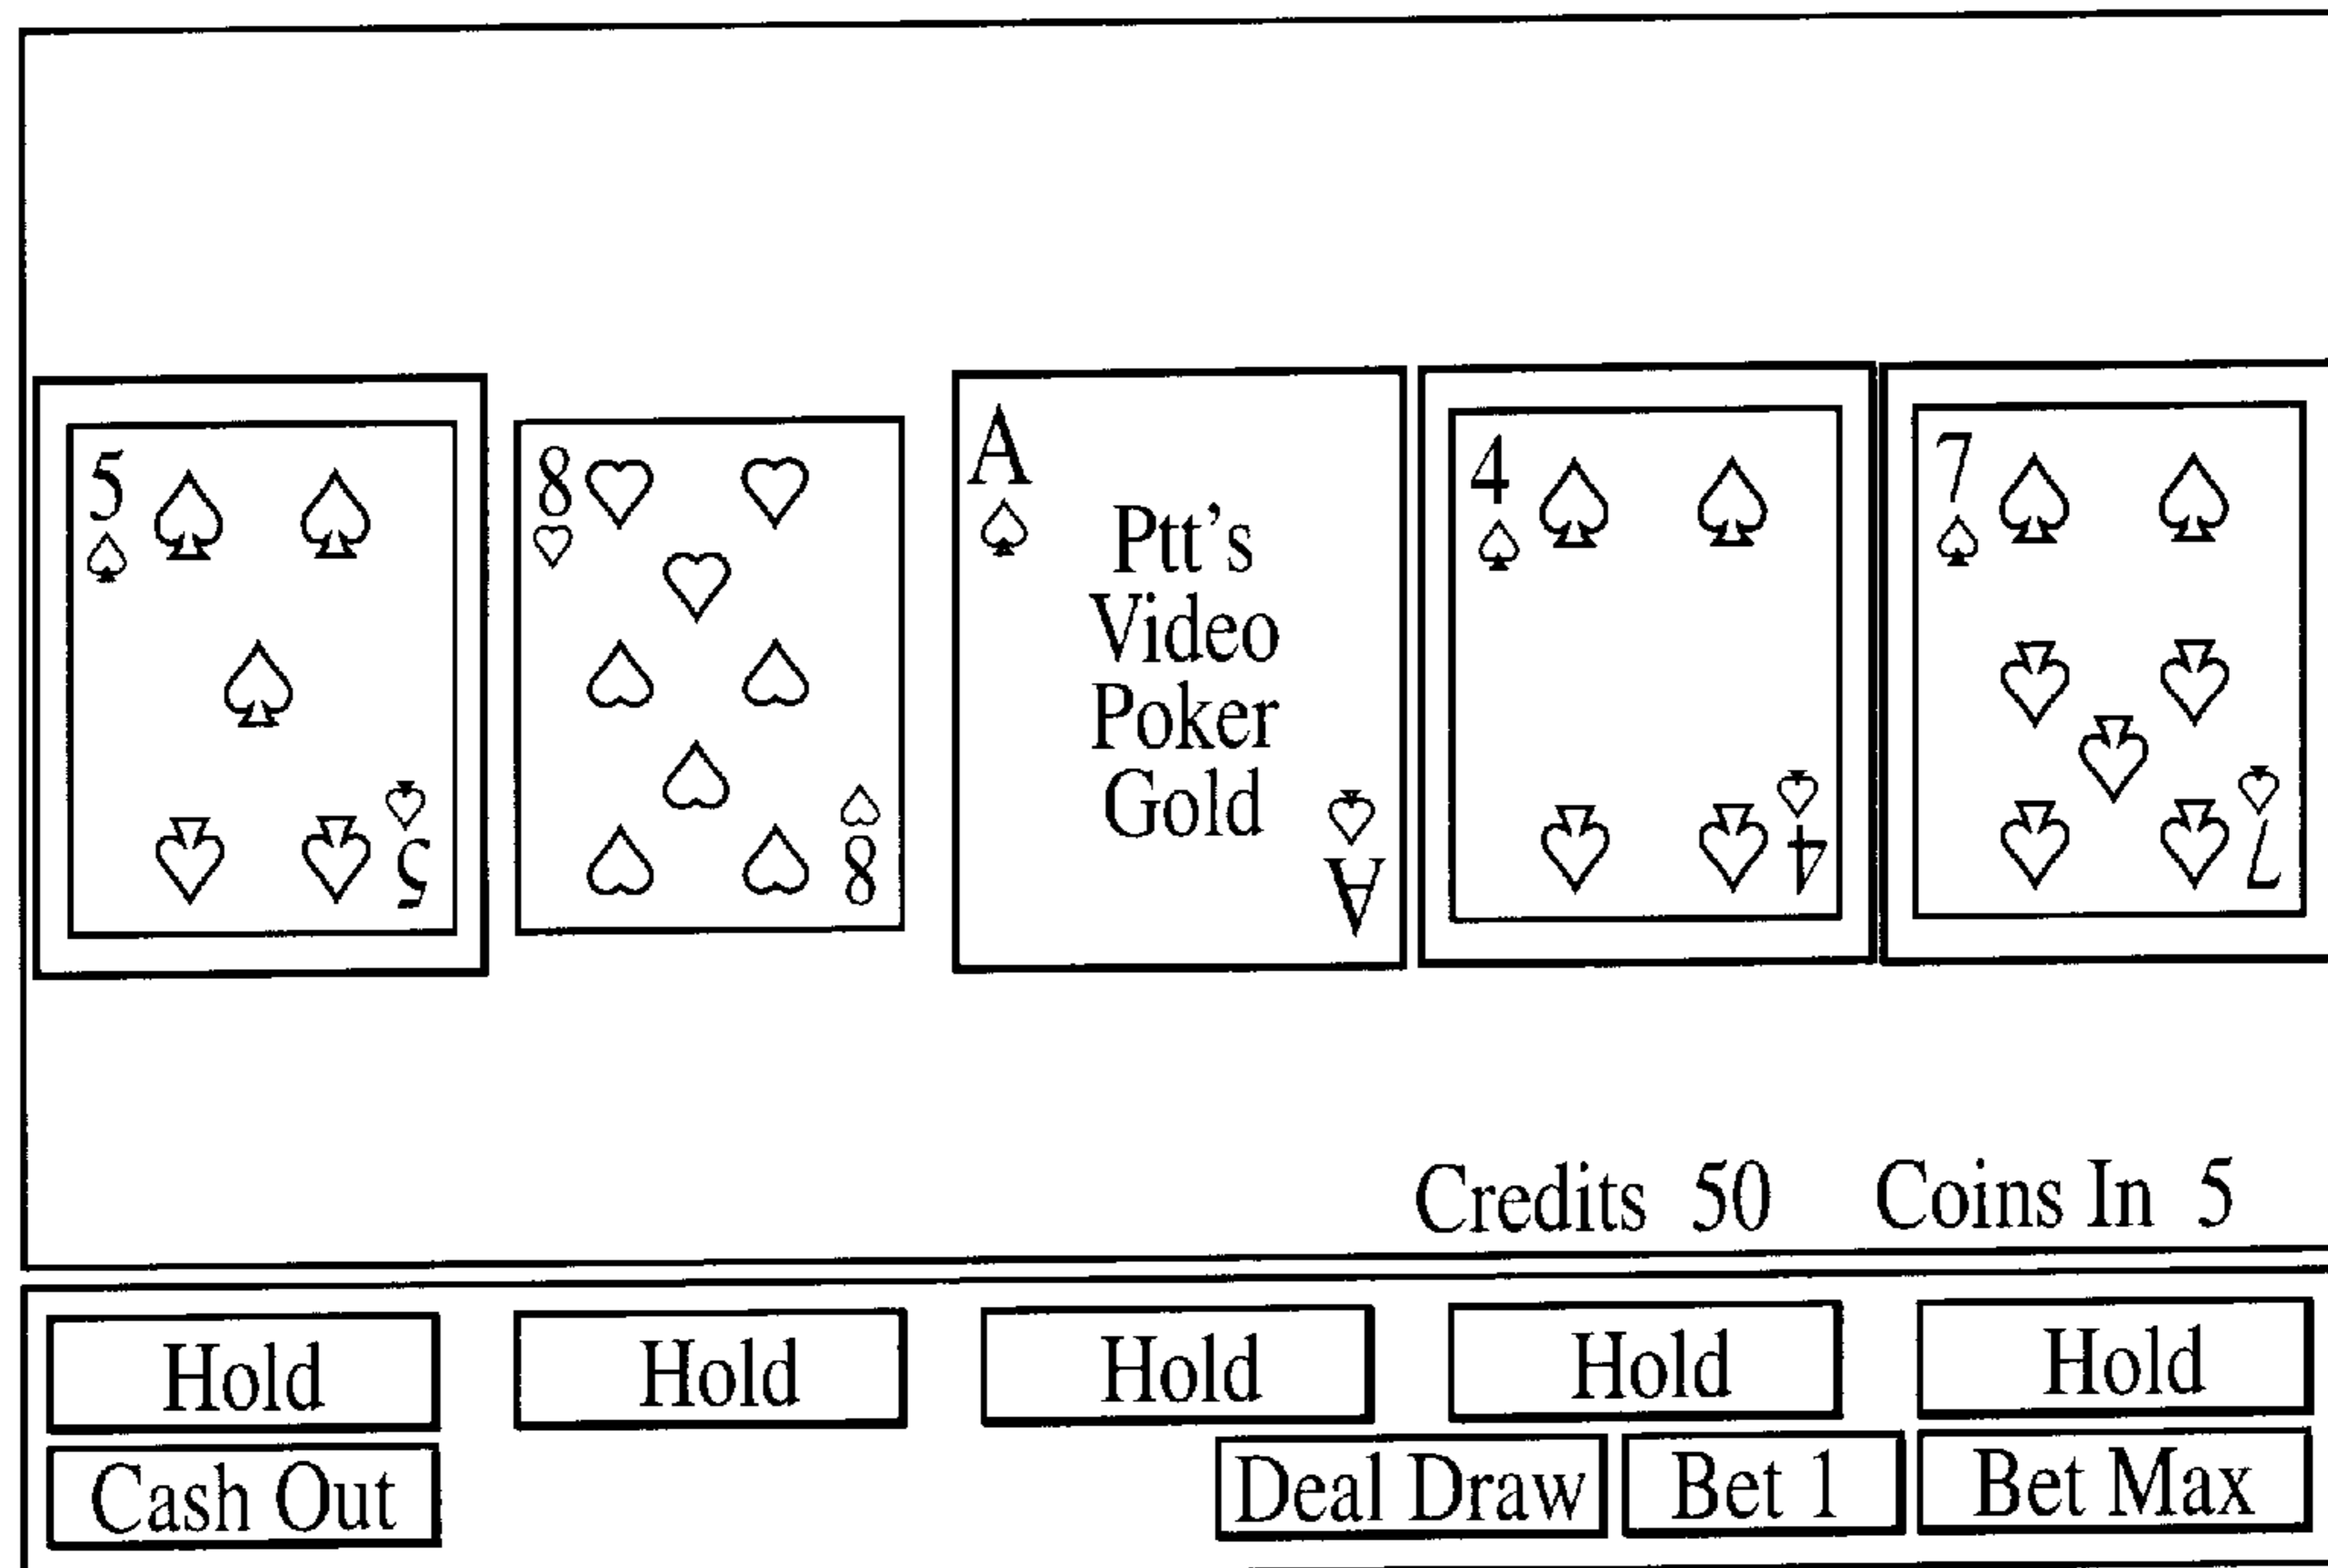 5
8
A
4
7
Ptt's
Video
Poker
Gold
5
8
A
4
7
Credits 50 Coins In 5
Hold Hold Hold Hold Hold
Cash Out Deal Draw Bet 1 Bet Max